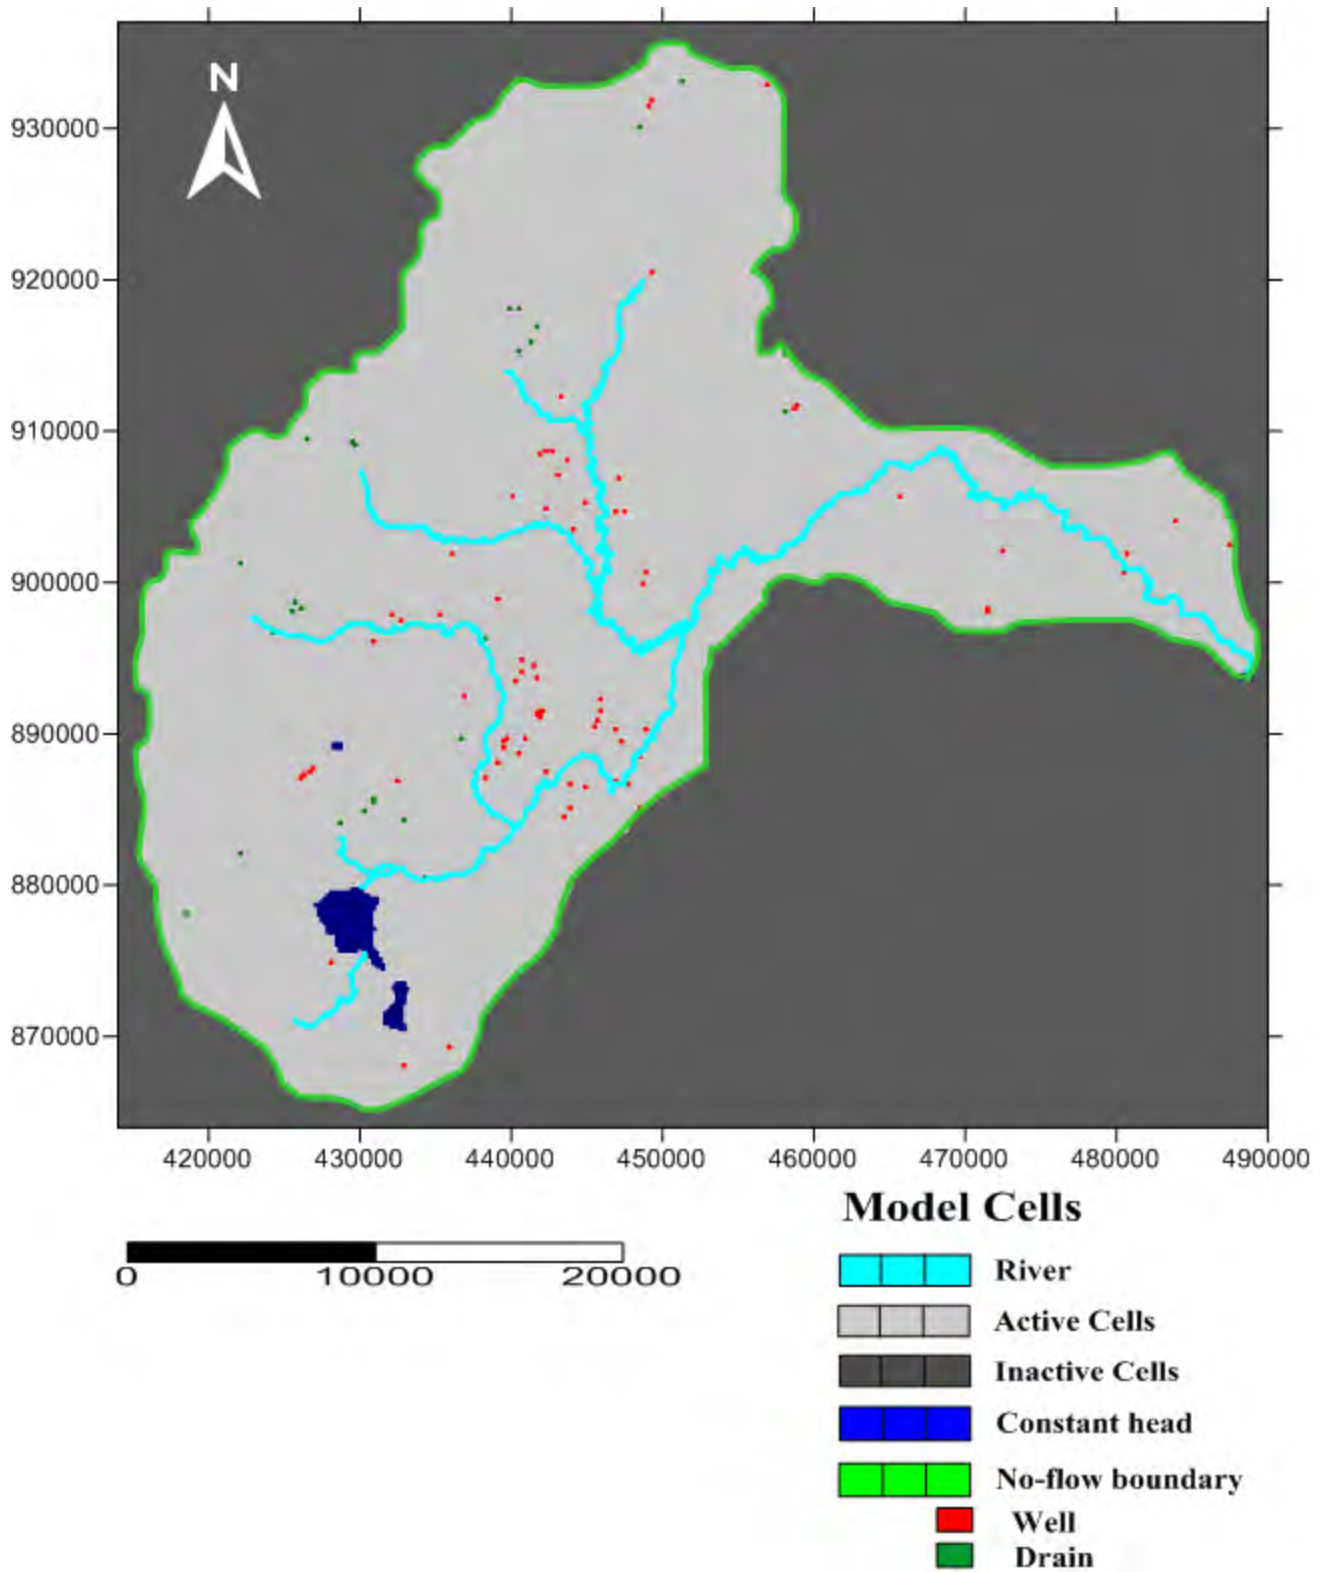 N
930000
920000
910000
900000
890000
880000
870000
420000 430000 440000 450000 460000 470000 480000 490000
Model Cells
0 10000 20000
River
Active Cells
Inactive Cells
Constant head
No-flow boundary
Well
Drain